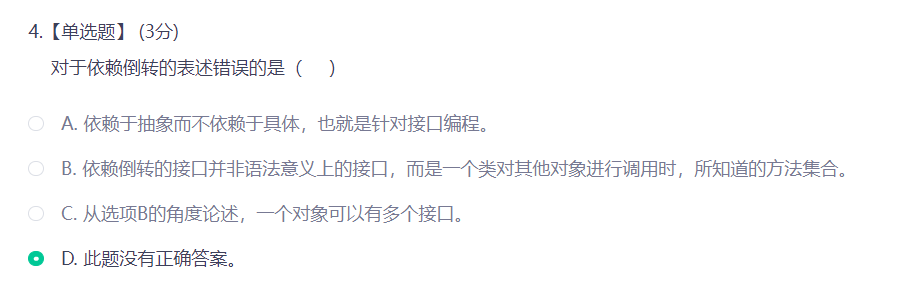 4.【单选题】 (3分)
对于依赖倒转的表述错误的是（ ）
A. 依赖于抽象而不依赖于具体，也就是针对接口编程。
B. 依赖倒转的接口并非语法意义上的接口，而是一个类对其他对象进行调用时，所知道的方法集合。
C. 从选项B的角度论述，一个对象可以有多个接口。
D. 此题没有正确答案。